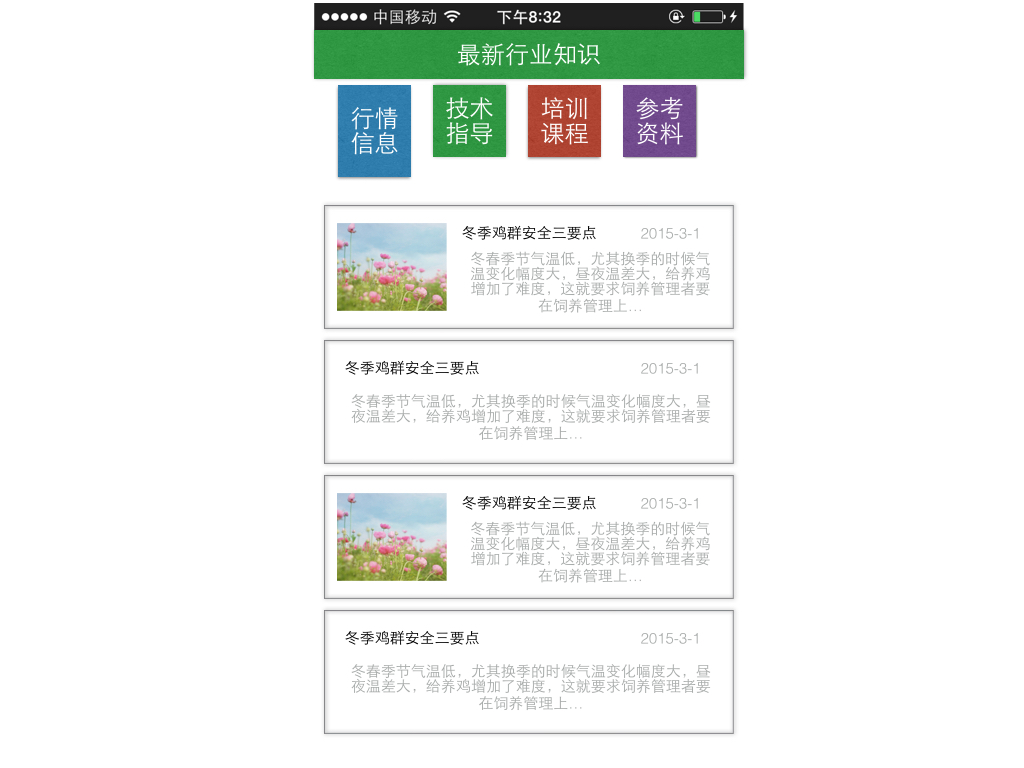 中国移动 下午8:32
最新行业知识
行情
信息
技术
指导
培训
课程
参考
资料
冬季鸡群安全三要点 2015-3-1
冬春季节气温低，尤其换季的时候气
温变化幅度大，昼夜温差大，给养鸡
增加了难度，这就要求饲养管理者要
在饲养管理上…
冬季鸡群安全三要点 2015-3-1
冬春季节气温低，尤其换季的时候气温变化幅度大，昼
夜温差大，给养鸡增加了难度，这就要求饲养管理者要
在饲养管理上…
冬季鸡群安全三要点 2015-3-1
冬春季节气温低，尤其换季的时候气
温变化幅度大，昼夜温差大，给养鸡
增加了难度，这就要求饲养管理者要
在饲养管理上…
冬季鸡群安全三要点 2015-3-1
冬春季节气温低，尤其换季的时候气温变化幅度大，昼
夜温差大，给养鸡增加了难度，这就要求饲养管理者要
在饲养管理上…